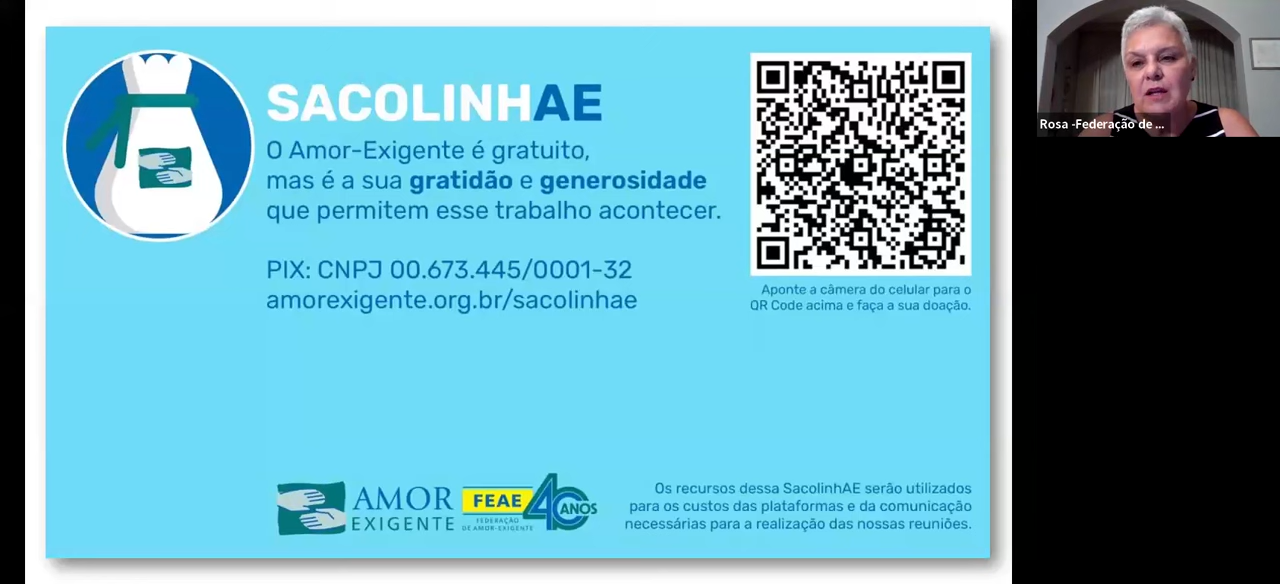 SACOLINHAE
O Amor-Exigente é gratuito,
mas é a sua gratidão e generosidade
que permitem esse trabalho acontecer.
PIX: CNPJ 00.673.445/0001-32
amorexigente.org.br/sacolinhae
Aponte a câmera do celular para o
QR Code acima e faça a sua doação.
Rosa -Federação de ...
AMOR
EXIGENTE
FEAE
FEDERAÇÃO
DE AMOR-EXIGENTE
40 ANOS
Os recursos dessa SacolinhAE serão utilizados
para os custos das plataformas e da comunicação
necessárias para a realização das nossas reuniões.